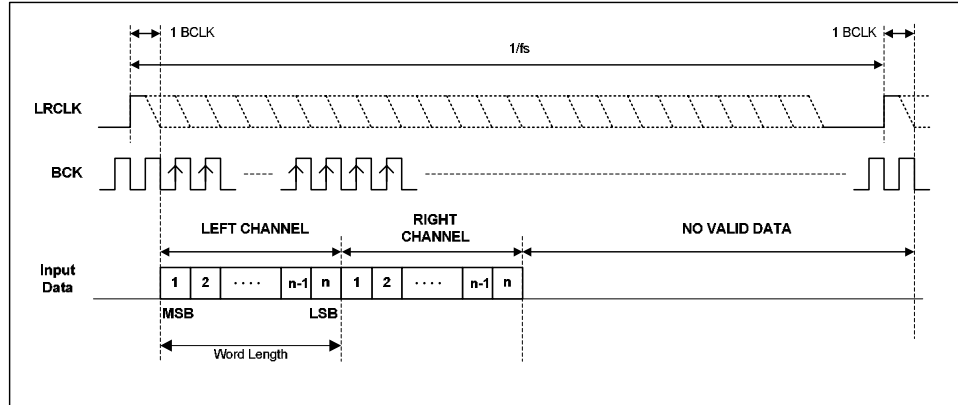 1 BCLK
1 BCLK
1/fs
LRCLK
BCK
LEFT CHANNEL
RIGHT
CHANNEL
NO VALID DATA
Input
Data
1 2 · · · · n-1 n 1 2 · · · · n-1 n
MSB
LSB
Word Length